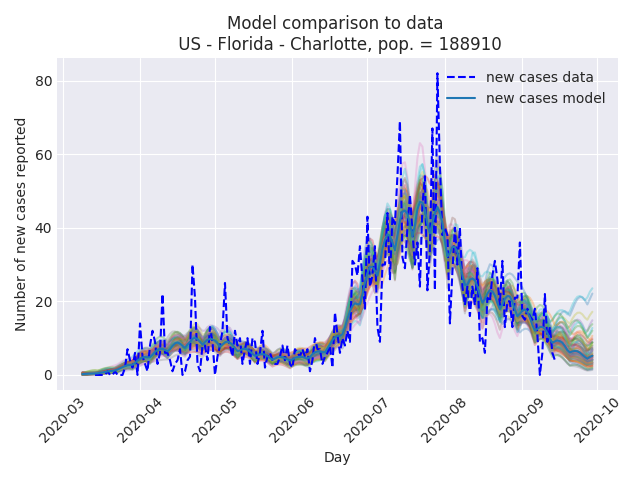 Model comparison to data
US - Florida - Charlotte, pop. = 188910
new cases data
new cases model
Number of new cases reported
80
60
40
20
0
2020-03
2020-04
2020-05
2020-06
2020-07
2020-08
2020-09
2020-10
Day